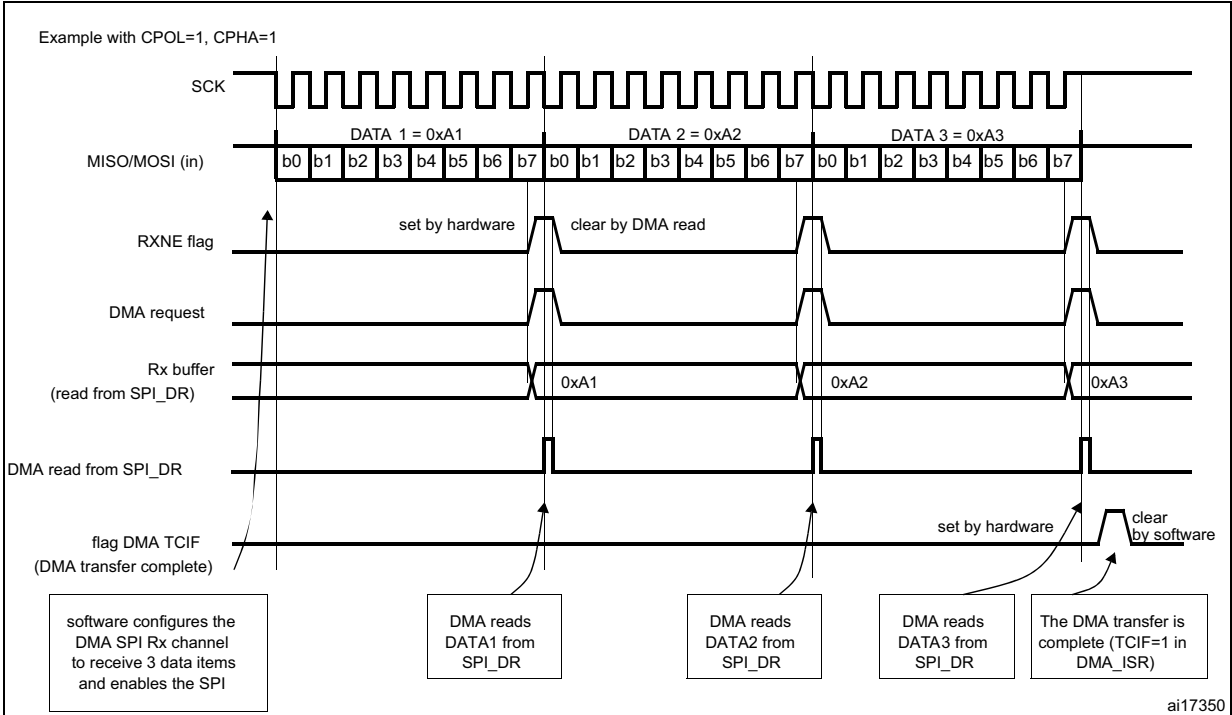 Example with CPOL=1, CPHA=1
SCK
DATA 1 = 0xA1
DATA 2 = 0xA2
DATA 3 = 0xA3
MISO/MOSI (in)
b0 b1 b2 b3 b4 b5 b6 b7 b0 b1 b2 b3 b4 b5 b6 b7 b0 b1 b2 b3 b4 b5 b6 b7
set by hardware
clear by DMA read
RXNE flag
DMA request
Rx buffer
(read from SPI_DR)
0xA1
0xA2
0xA3
DMA read from SPI_DR
set by hardware
clear
by software
flag DMA TCIF
(DMA transfer complete)
software configures the
DMA SPI Rx channel
to receive 3 data items
and enables the SPI
DMA reads
DATA1 from
SPI_DR
DMA reads
DATA2 from
SPI_DR
DMA reads
DATA3 from
SPI_DR
The DMA transfer is
complete (TCIF=1 in
DMA_ISR)
ai17350